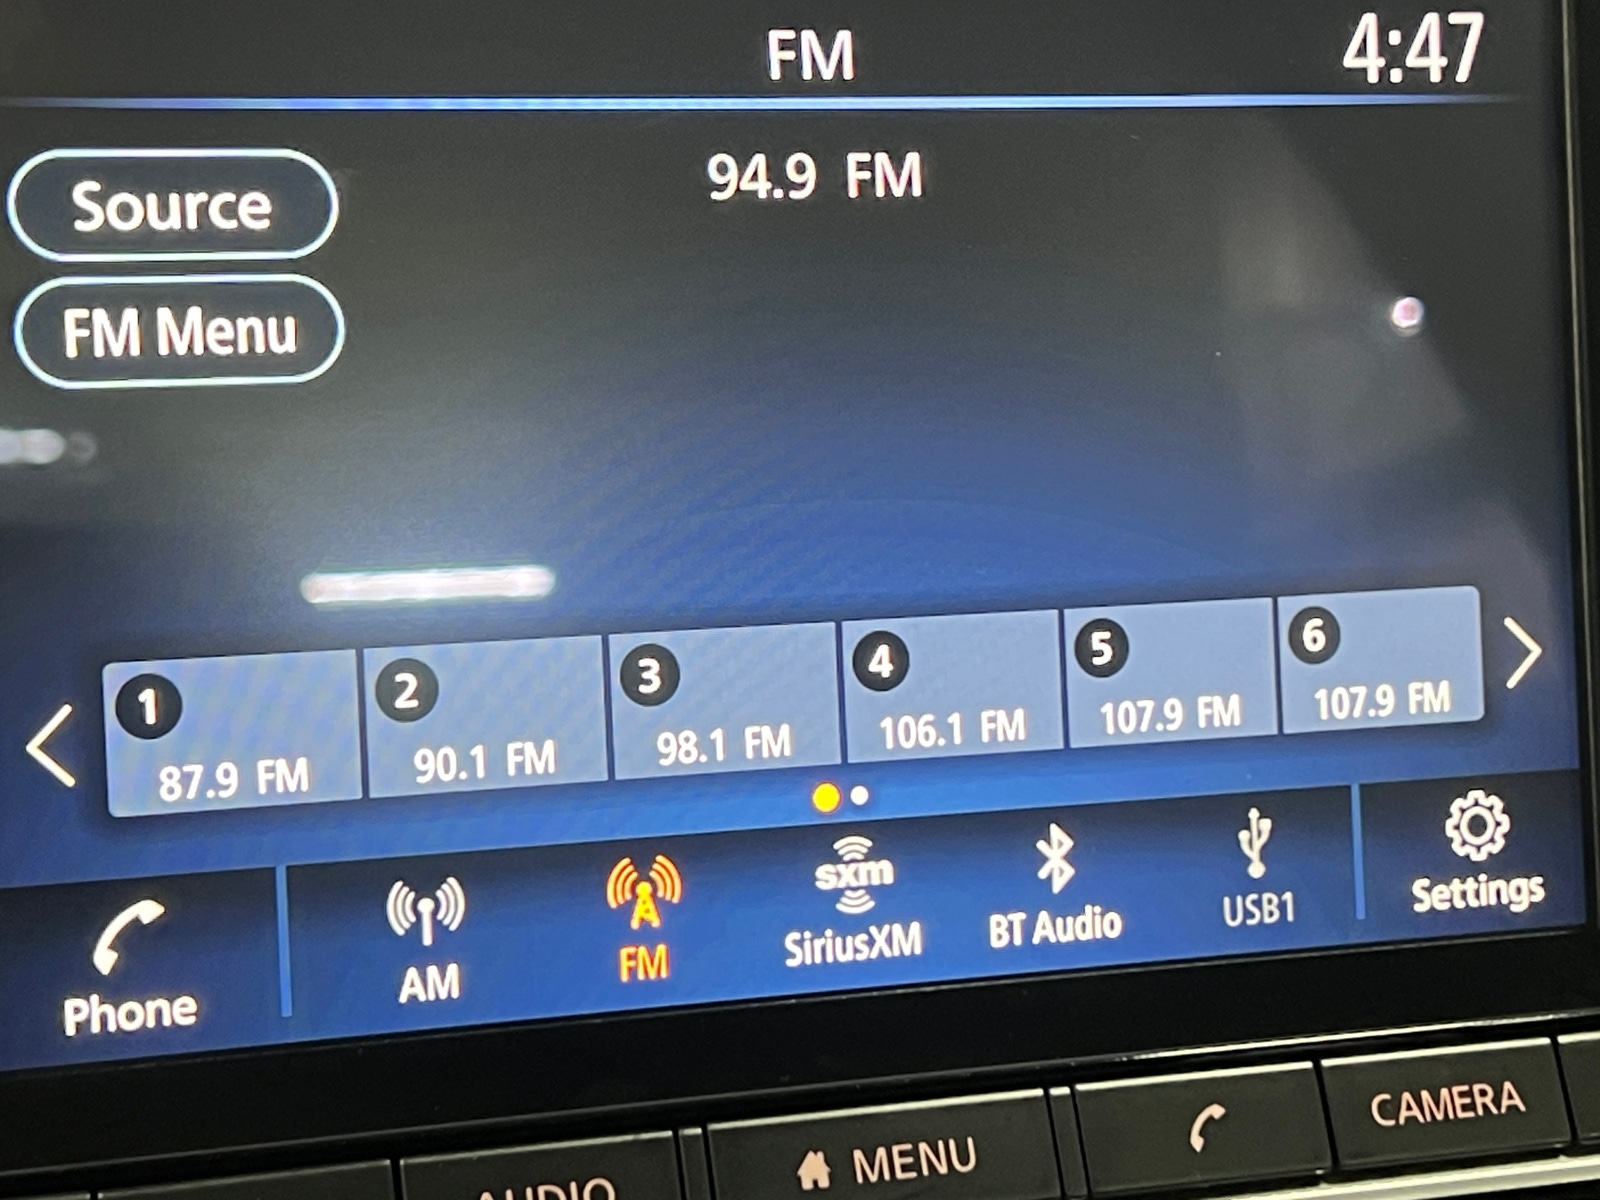 FM
4:47
94.9 FM
Source
FM Menu
1
2
3
4
5
6
87.9 FM
90.1 FM
98.1 FM
106.1 FM
107.9 FM
107.9 FM
sxm
Phone
AM
FM
SiriusXM
BT Audio
USB1
Settings
AUDIO
MENU
CAMERA